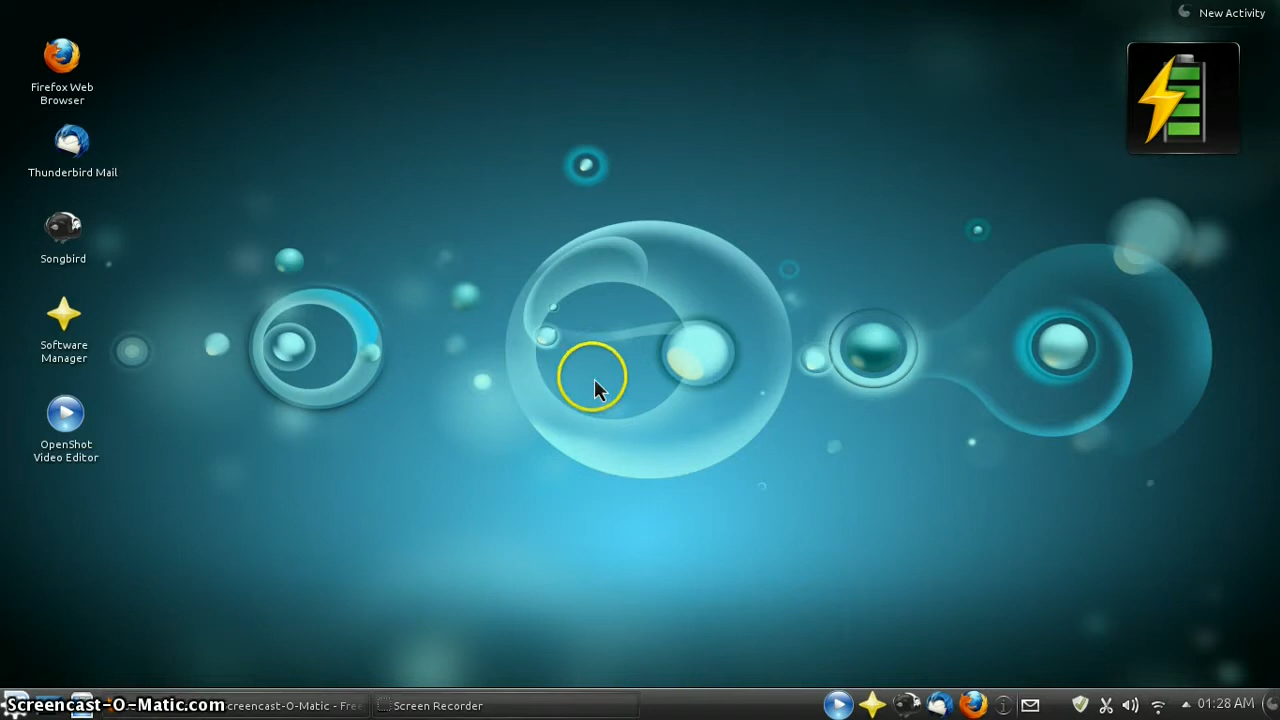 New Activity
Firefox Web
Browser
Thunderbird Mail
Songbird
Software
Manager
OpenShot
Video Editor
Screencast-O-Matic.com
creencast-O-Matic - Free
Screen Recorder
01:28 AM